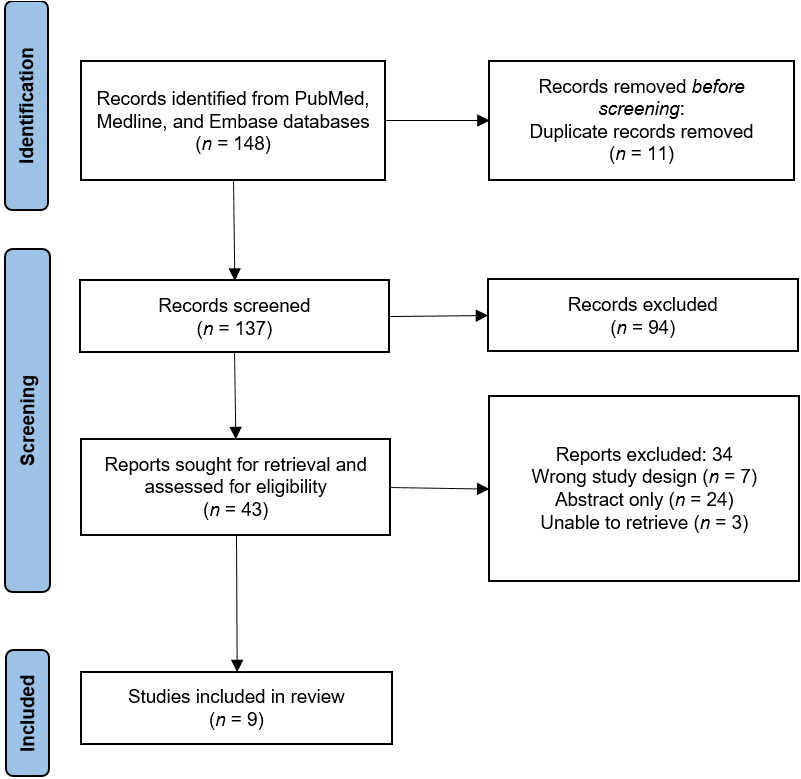 Identification
Records identified from PubMed,
Medline, and Embase databases
(n = 148)
Records removed before
screening:
Duplicate records removed
(n = 11)
Screening
Records screened
(n = 137)
Records excluded
(n = 94)
Reports sought for retrieval and
assessed for eligibility
(n = 43)
Reports excluded: 34
Wrong study design (n = 7)
Abstract only (n = 24)
Unable to retrieve (n = 3)
Included
Studies included in review
(n = 9)